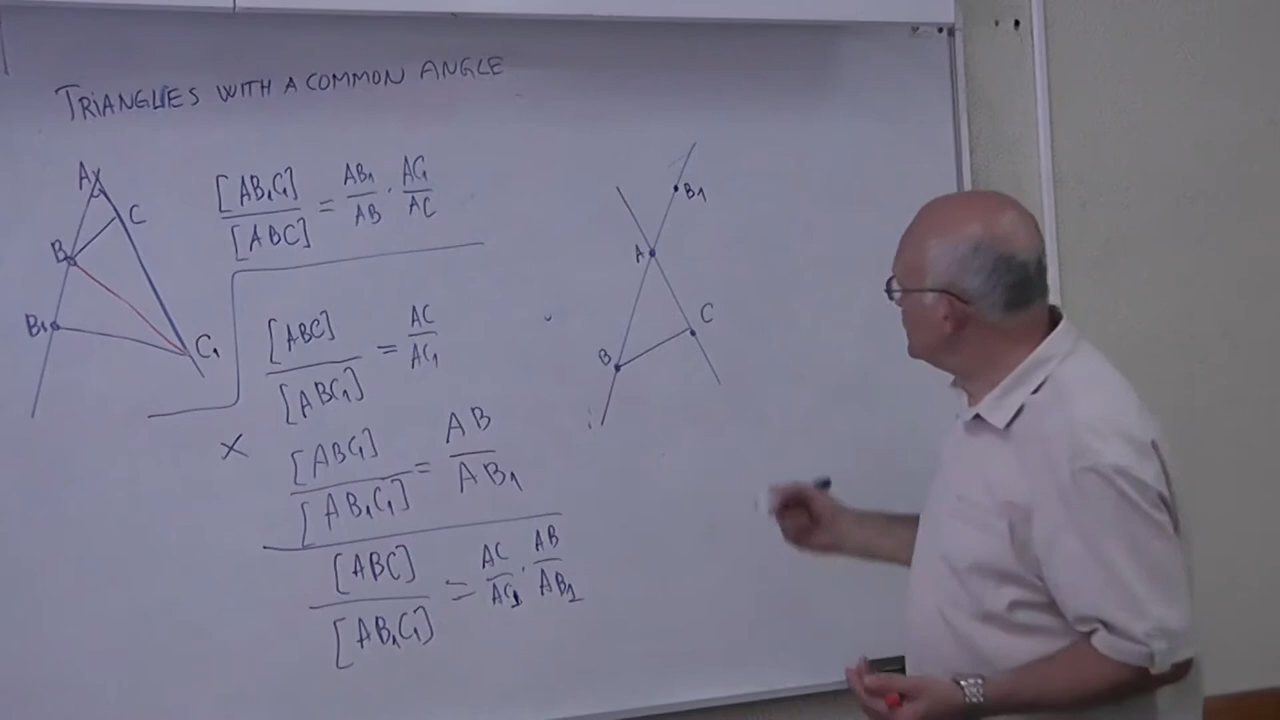 TRIANGLES WITH A COMMON ANGLE
A
C
B
B₁
C₁
[AB₁C₁] / [ABC] = AB₁/AB · AC₁/AC
[ABC] / [ABC₁] = AC/AC₁
×
[ABC₁] / [AB₁C₁] = AB/AB₁
[ABC] / [AB₁C₁] = AC/AC₁ · AB/AB₁
B₁
A
C
B